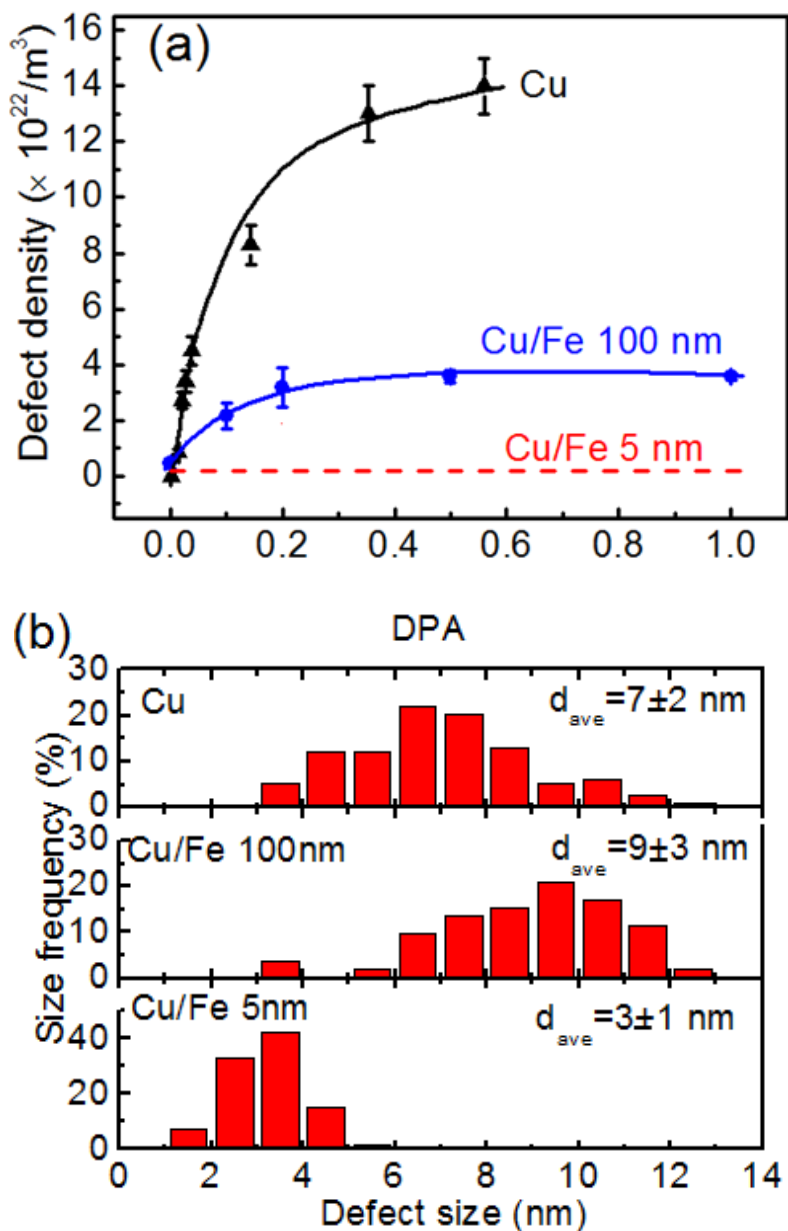 (a)
Cu
Cu/Fe 100 nm
Cu/Fe 5 nm
Defect density (× 10²²/m³)
16
14
12
10
8
6
4
2
0
0.0 0.2 0.4 0.6 0.8 1.0
DPA
(b)
Size frequency (%)
30
20
10
0
Cu
d_ave=7±2 nm
30
20
10
0
Cu/Fe 100nm
d_ave=9±3 nm
40
20
0
Cu/Fe 5nm
d_ave=3±1 nm
0 2 4 6 8 10 12 14
Defect size (nm)